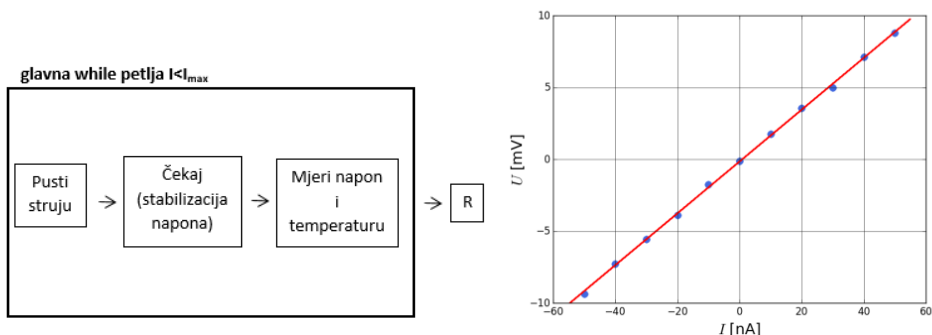 glavna while petlja I<Imax
Pusti
struju
Čekaj
(stabilizacija
napona)
Mjeri napon
i
temperaturu
R
10
5
0
−5
−10
U [mV]
−60
−40
−20
0
20
40
60
I [nA]